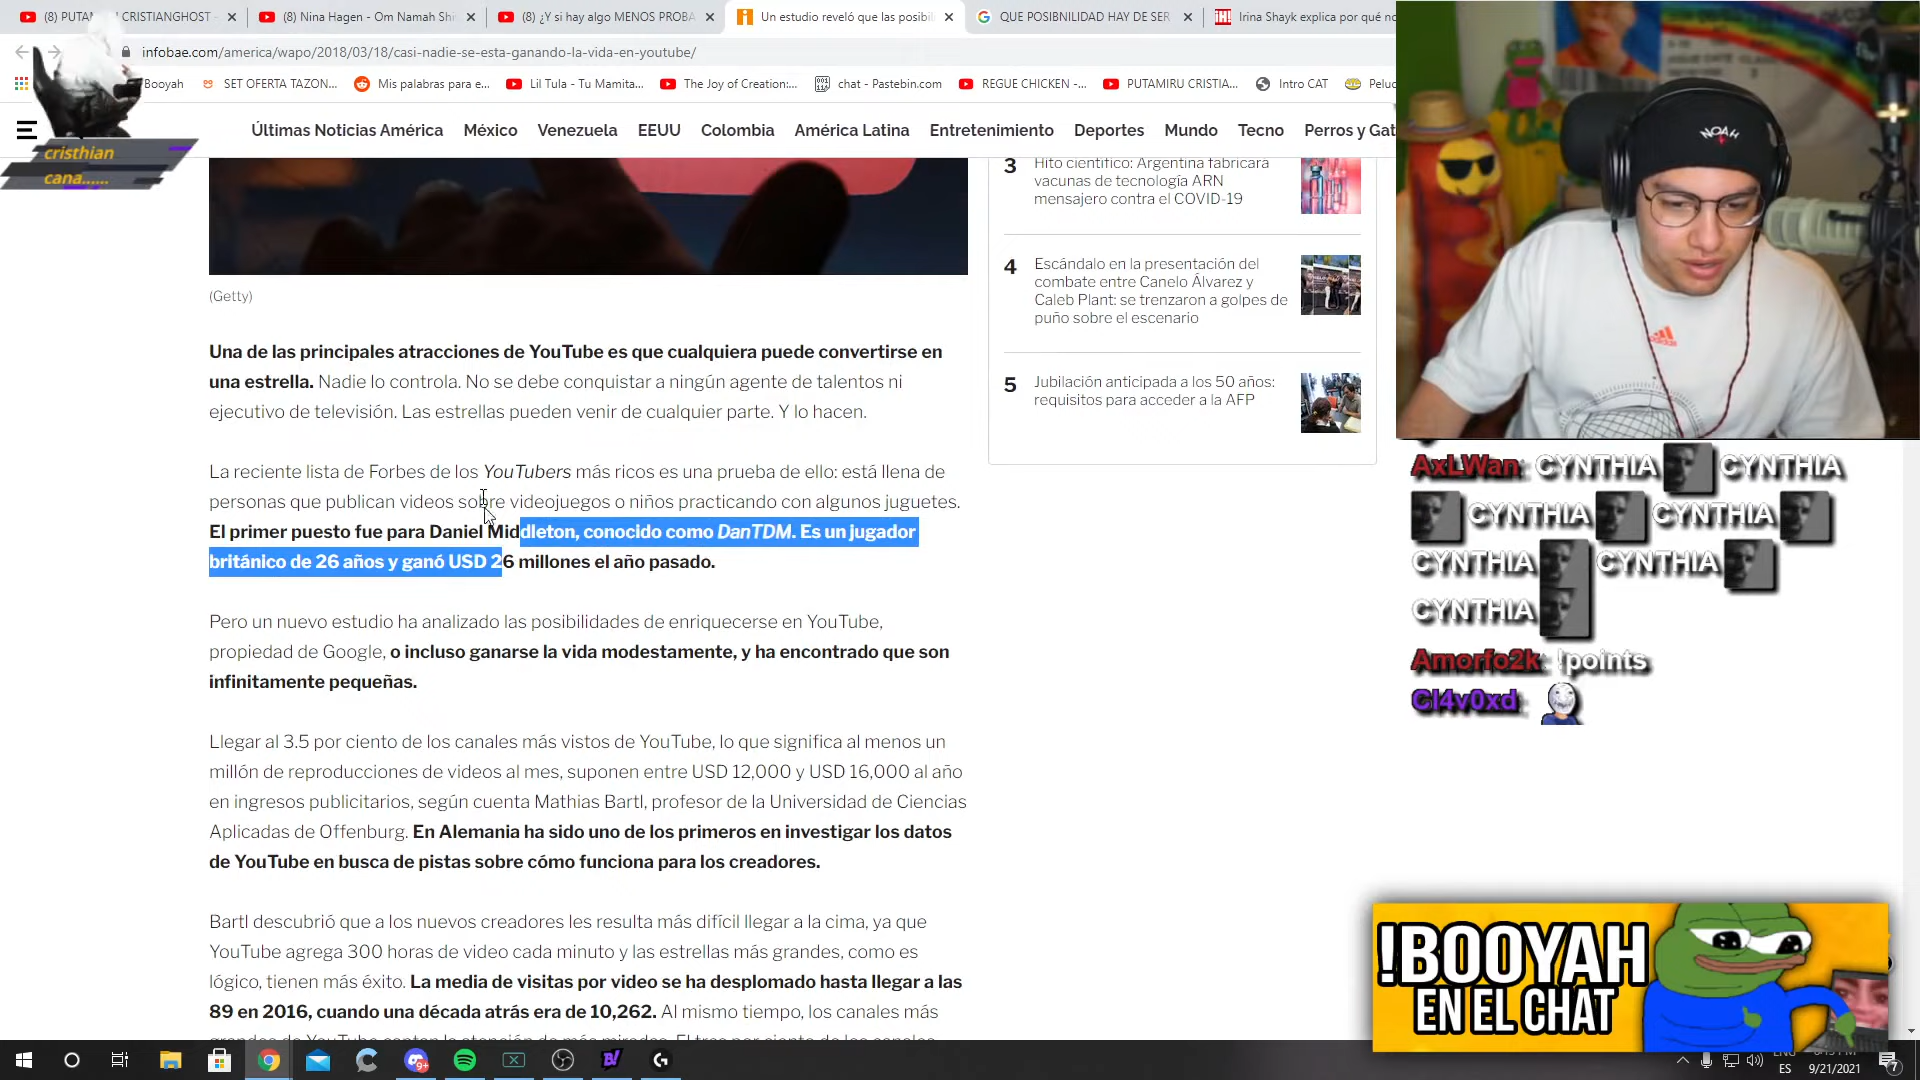 (8) PUTAMADR CRISTIANGHOST -
(8) Nina Hagen - Om Namah Shi
(8) ¿Y si hay algo MENOS PROBA
Un estudio reveló que las posibil
QUE POSIBNILIDAD HAY DE SER
Irina Shayk explica por qué no
infobae.com/america/wapo/2018/03/18/casi-nadie-se-esta-ganando-la-vida-en-youtube/
Booyah
SET OFERTA TAZON...
Mis palabras para e...
Lil Tula - Tu Mamita...
The Joy of Creation:...
chat - Pastebin.com
REGUE CHICKEN -...
PUTAMIRU CRISTIA...
Intro CAT
Peluc
Últimas Noticias América México Venezuela EEUU Colombia América Latina Entretenimiento Deportes Mundo Tecno Perros y Gat
cristhian
cana......
3
Hito científico: Argentina fabricará
vacunas de tecnología ARN
mensajero contra el COVID-19
4
Escándalo en la presentación del
combate entre Canelo Álvarez y
Caleb Plant: se trenzaron a golpes de
puño sobre el escenario
5
Jubilación anticipada a los 50 años:
requisitos para acceder a la AFP
(Getty)
Una de las principales atracciones de YouTube es que cualquiera puede convertirse en
una estrella. Nadie lo controla. No se debe conquistar a ningún agente de talentos ni
ejecutivo de televisión. Las estrellas pueden venir de cualquier parte. Y lo hacen.
La reciente lista de Forbes de los YouTubers más ricos es una prueba de ello: está llena de
personas que publican videos sobre videojuegos o niños practicando con algunos juguetes.
El primer puesto fue para Daniel Middleton, conocido como DanTDM. Es un jugador
británico de 26 años y ganó USD 26 millones el año pasado.
Pero un nuevo estudio ha analizado las posibilidades de enriquecerse en YouTube,
propiedad de Google, o incluso ganarse la vida modestamente, y ha encontrado que son
infinitamente pequeñas.
Llegar al 3.5 por ciento de los canales más vistos de YouTube, lo que significa al menos un
millón de reproducciones de videos al mes, suponen entre USD 12,000 y USD 16,000 al año
en ingresos publicitarios, según cuenta Mathias Bartl, profesor de la Universidad de Ciencias
Aplicadas de Offenburg. En Alemania ha sido uno de los primeros en investigar los datos
de YouTube en busca de pistas sobre cómo funciona para los creadores.
Bartl descubrió que a los nuevos creadores les resulta más difícil llegar a la cima, ya que
YouTube agrega 300 horas de video cada minuto y las estrellas más grandes, como es
lógico, tienen más éxito. La media de visitas por video se ha desplomado hasta llegar a las
89 en 2016, cuando una década atrás era de 10,262. Al mismo tiempo, los canales más
NOAH
adidas
AxLWan: CYNTHIA CYNTHIA
CYNTHIA CYNTHIA
CYNTHIA CYNTHIA
CYNTHIA
Amorfo2k: !points
Cl4v0xd:
!BOOYAH
EN EL CHAT
9+
ENG
ES
9/21/2021
7